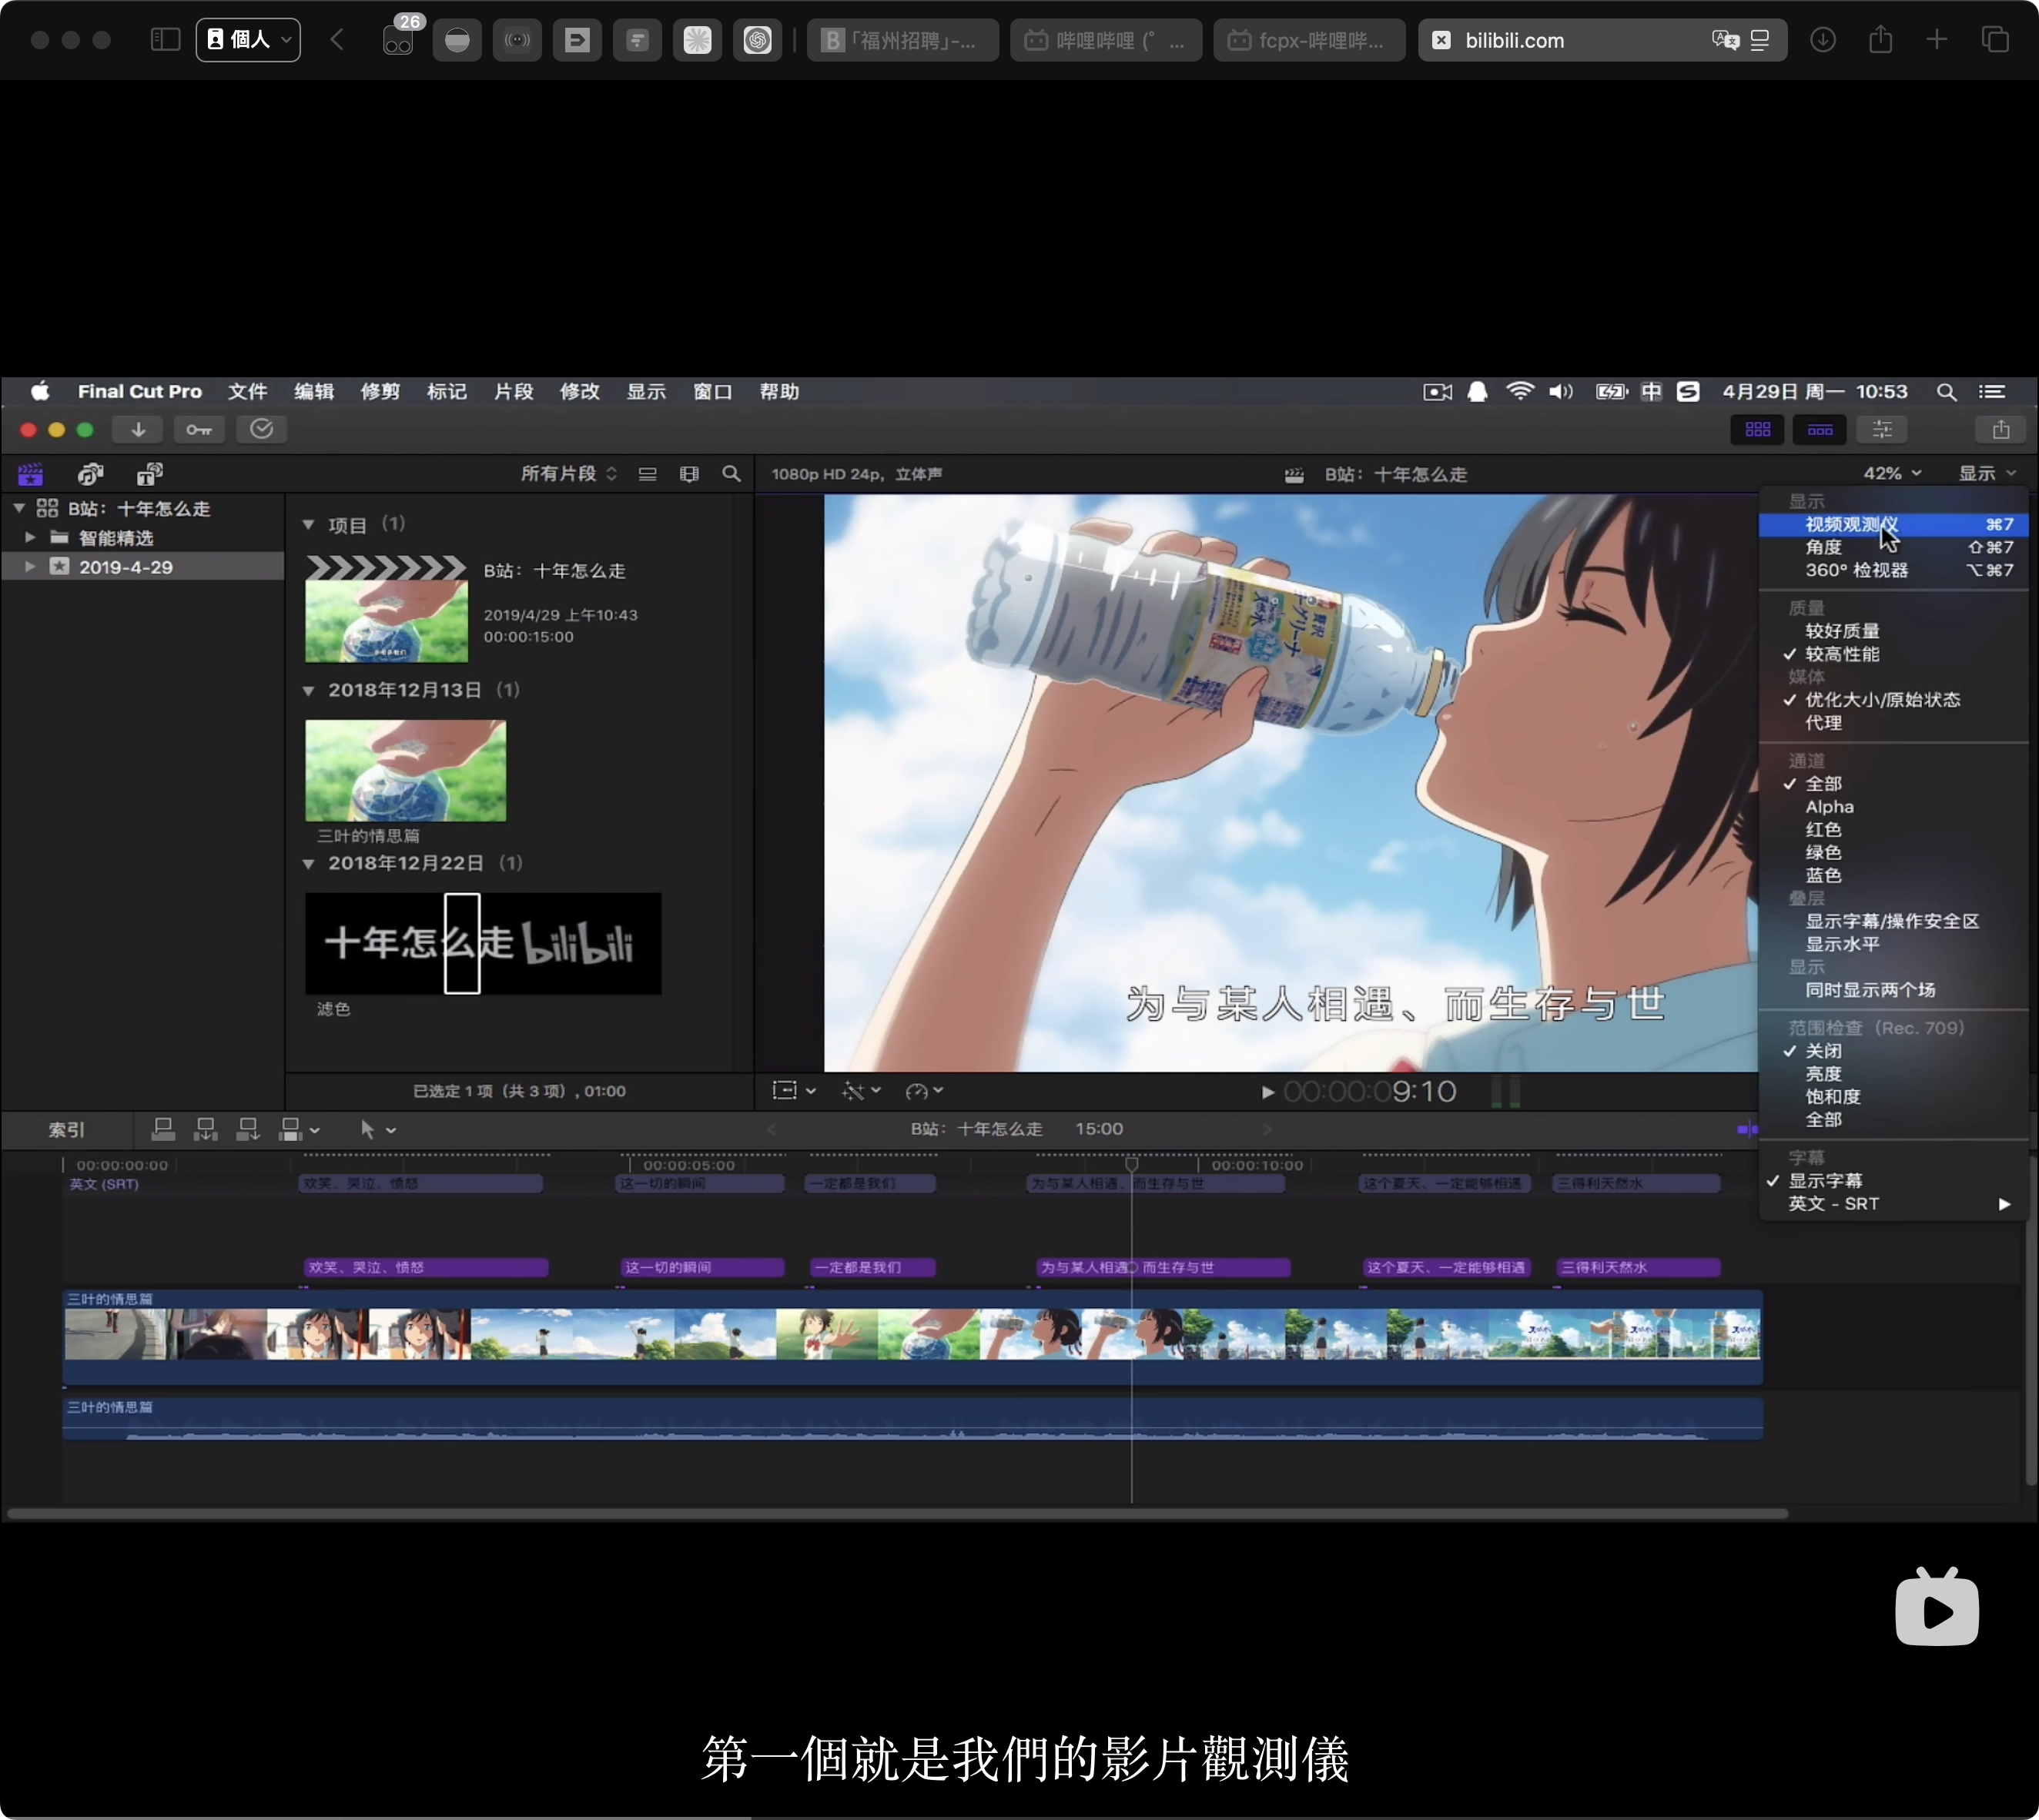 個人
26
「福州招聘」-...
哔哩哔哩 (゜...
fcpx-哔哩哔...
bilibili.com
Final Cut Pro 文件 编辑 修剪 标记 片段 修改 显示 窗口 帮助
中
4月29日 周一 10:53
所有片段
1080p HD 24p，立体声
B站：十年怎么走
42%
显示
B站：十年怎么走
智能精选
2019-4-29
项目 (1)
B站：十年怎么走
2019/4/29 上午10:43
00:00:15:00
2018年12月13日 (1)
三叶的情思篇
2018年12月22日 (1)
十年怎么走 bilibili
滤色
已选定 1 项（共 3 项）, 01:00
为与某人相遇、而生存与世
00:00:09:10
显示
视频观测仪 ⌘7
角度 ⇧⌘7
360° 检视器 ⌥⌘7
质量
较好质量
✓ 较高性能
媒体
✓ 优化大小/原始状态
代理
通道
✓ 全部
Alpha
红色
绿色
蓝色
叠层
显示字幕/操作安全区
显示水平
显示
同时显示两个场
范围检查（Rec. 709）
✓ 关闭
亮度
饱和度
全部
字幕
✓ 显示字幕
英文 - SRT
索引
B站：十年怎么走 15:00
00:00:00:00
00:00:05:00
00:00:10:00
英文 (SRT)
欢笑、哭泣、愤怒
这一切的瞬间
一定都是我们
为与某人相遇、而生存与世
这个夏天、一定能够相遇
三得利天然水
欢笑、哭泣、愤怒
这一切的瞬间
一定都是我们
为与某人相遇 而生存与世
这个夏天、一定能够相遇
三得利天然水
三叶的情思篇
三叶的情思篇
第一個就是我們的影片觀測儀